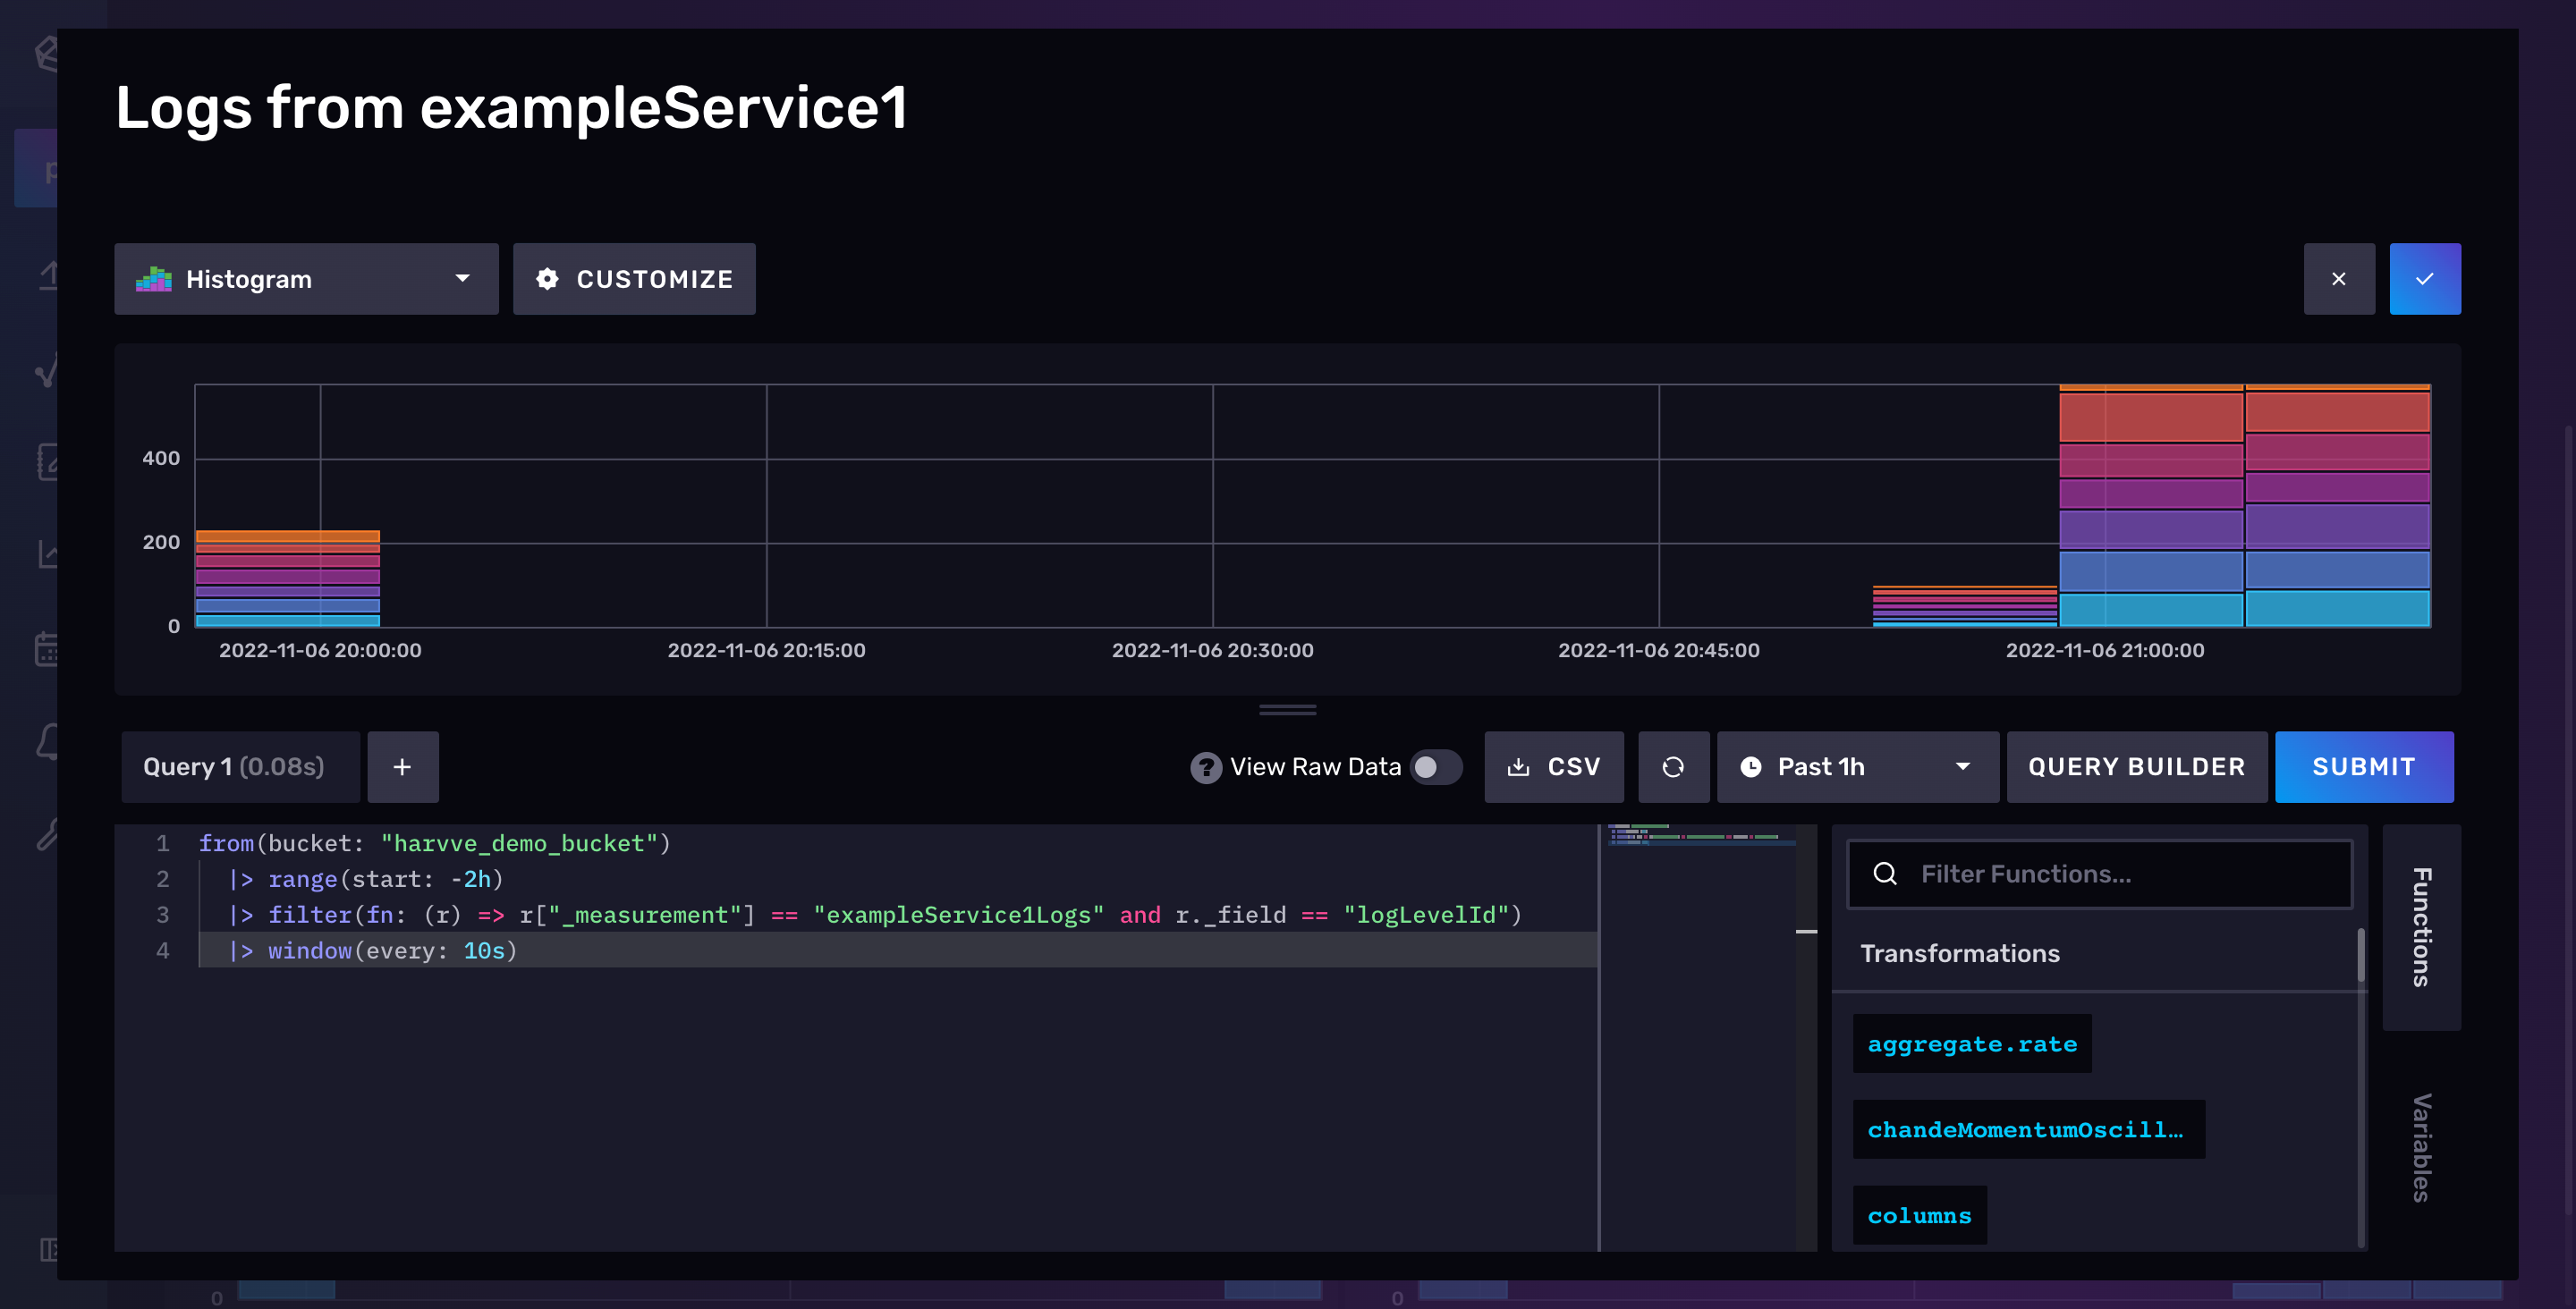 Logs from exampleService1
Histogram
CUSTOMIZE
400
200
0
2022-11-06 20:00:00
2022-11-06 20:15:00
2022-11-06 20:30:00
2022-11-06 20:45:00
2022-11-06 21:00:00
Query 1 (0.08s)
+
View Raw Data
CSV
Past 1h
QUERY BUILDER
SUBMIT
1 from(bucket: "harvve_demo_bucket")
2 |> range(start: -2h)
3 |> filter(fn: (r) => r["_measurement"] == "exampleService1Logs" and r._field == "logLevelId")
4 |> window(every: 10s)
Filter Functions...
Transformations
aggregate.rate
chandeMomentumOscill…
columns
Functions
Variables
0
0